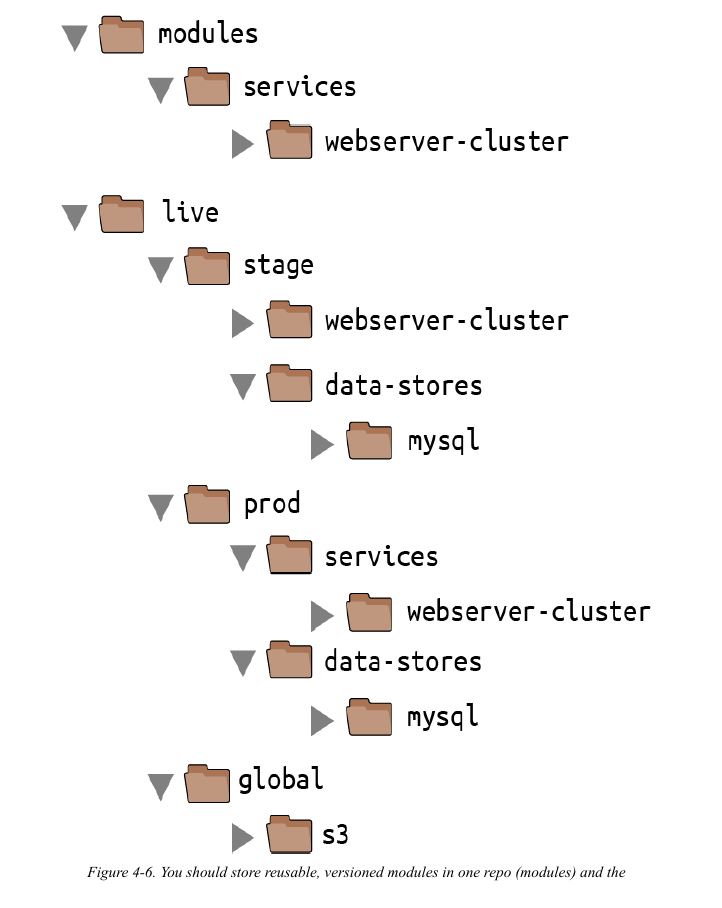 modules
services
webserver-cluster
live
stage
webserver-cluster
data-stores
mysql
prod
services
webserver-cluster
data-stores
mysql
global
s3
Figure 4-6. You should store reusable, versioned modules in one repo (modules) and the